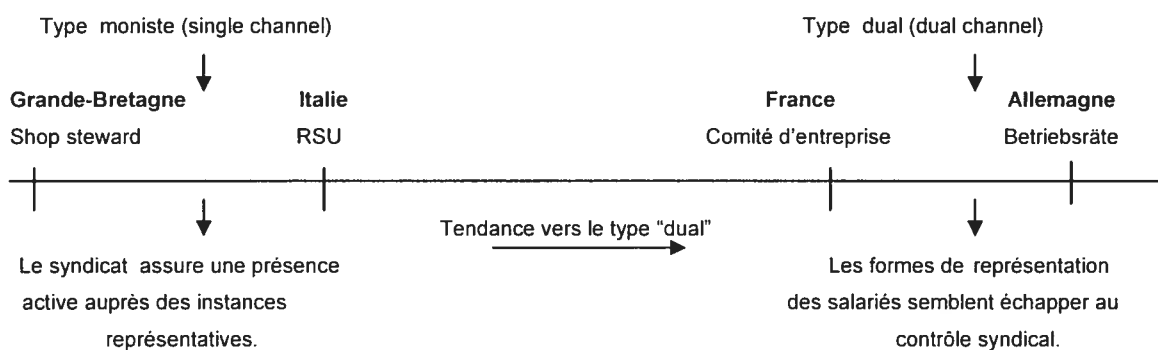 Type moniste (single channel) Type dual (dual channel)
Grande-Bretagne Italie France Allemagne
Shop steward RSU Comité d'entreprise Betriebsräte
Tendance vers le type “dual”
Le syndicat assure une présence
active auprès des instances
représentatives.
Les formes de représentation
des salariés semblent échapper au
contrôle syndical.